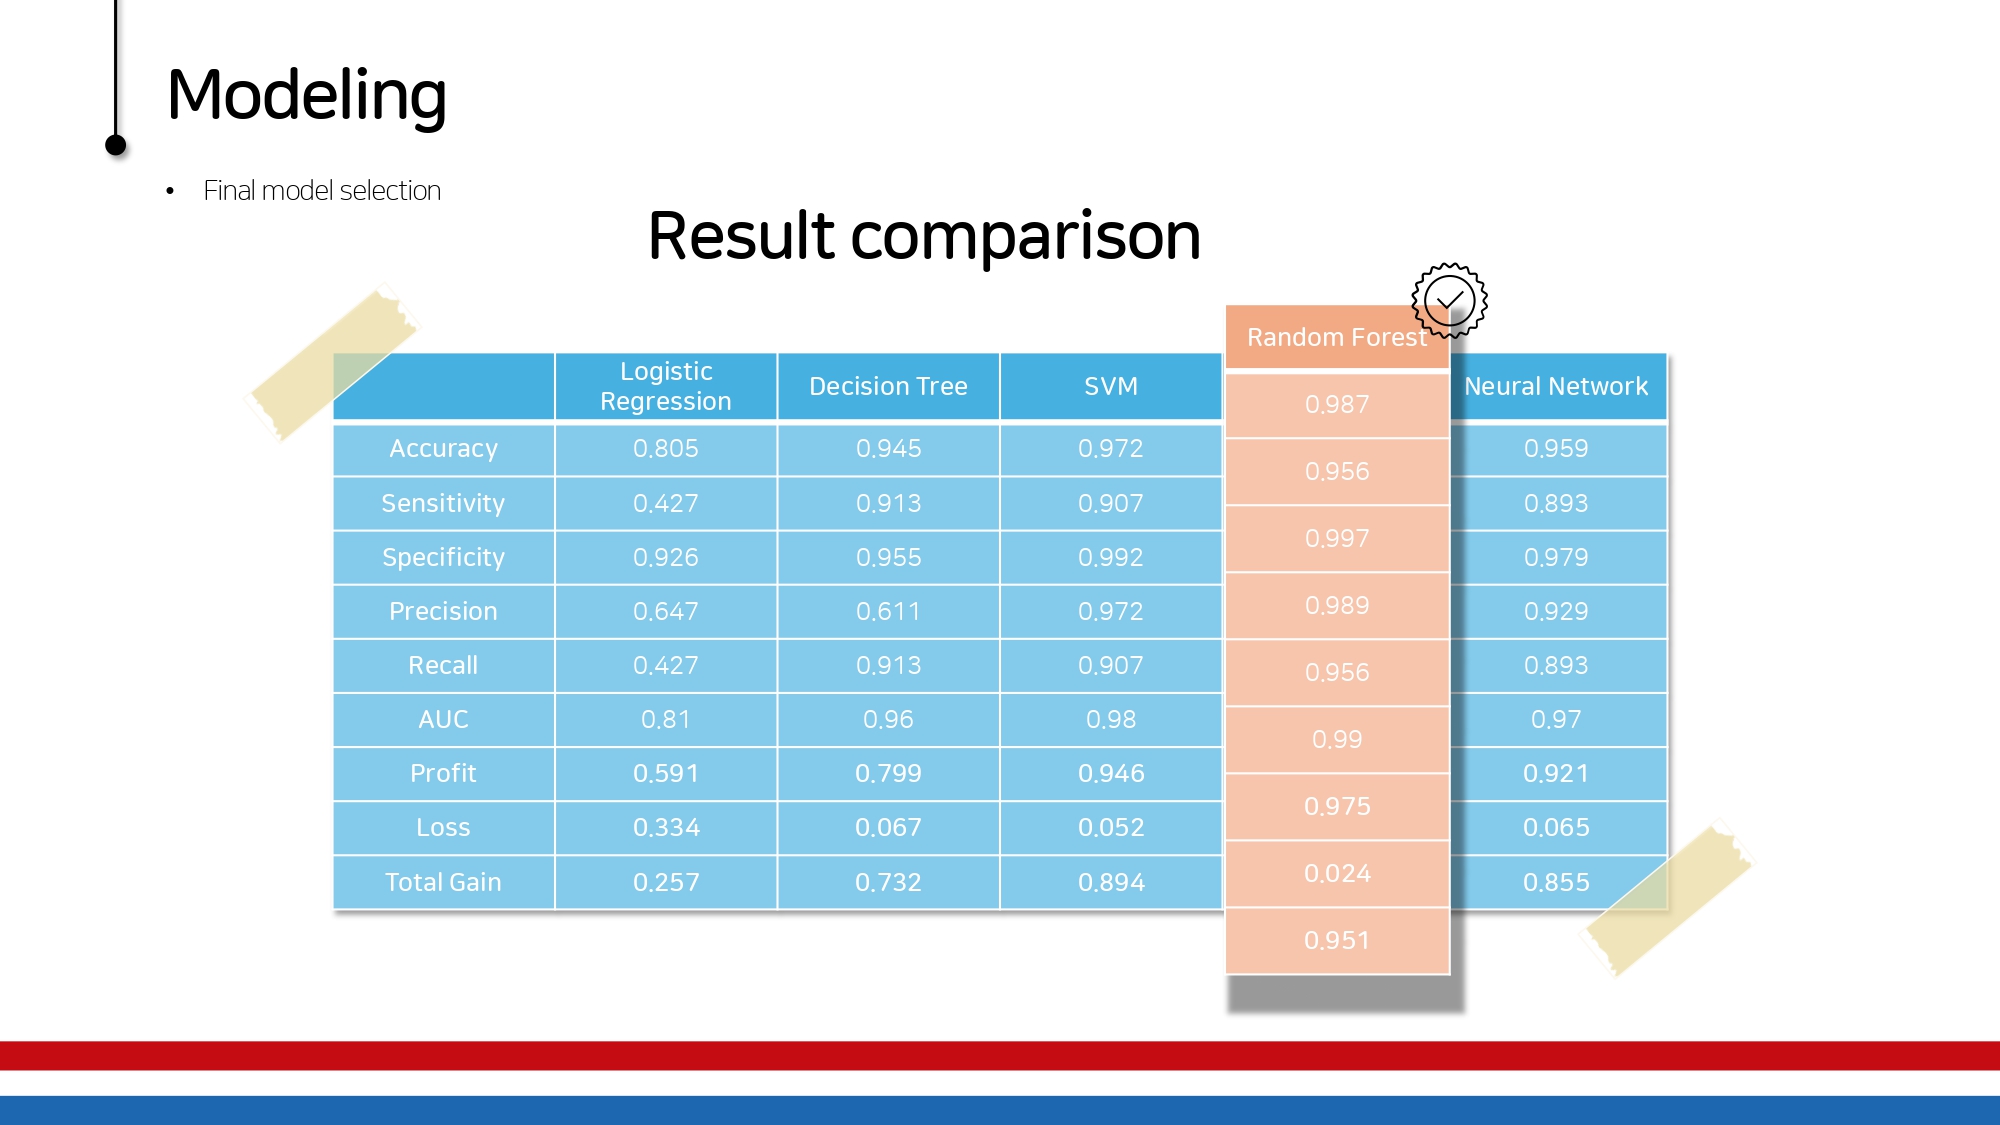 Modeling
• Final model selection
Result comparison
Logistic Regression Decision Tree SVM Random Forest Neural Network
Accuracy 0.805 0.945 0.972 0.987 0.959
Sensitivity 0.427 0.913 0.907 0.956 0.893
Specificity 0.926 0.955 0.992 0.997 0.979
Precision 0.647 0.611 0.972 0.989 0.929
Recall 0.427 0.913 0.907 0.956 0.893
AUC 0.81 0.96 0.98 0.99 0.97
Profit 0.591 0.799 0.946 0.975 0.921
Loss 0.334 0.067 0.052 0.024 0.065
Total Gain 0.257 0.732 0.894 0.951 0.855